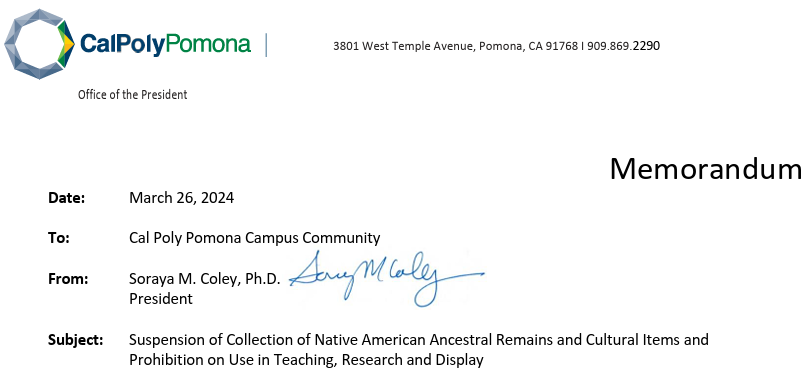 CalPolyPomona
3801 West Temple Avenue, Pomona, CA 91768 I 909.869.2290
Office of the President
Memorandum
Date: March 26, 2024
To: Cal Poly Pomona Campus Community
From: Soraya M. Coley, Ph.D. Soraya M Coley
President
Subject: Suspension of Collection of Native American Ancestral Remains and Cultural Items and
Prohibition on Use in Teaching, Research and Display